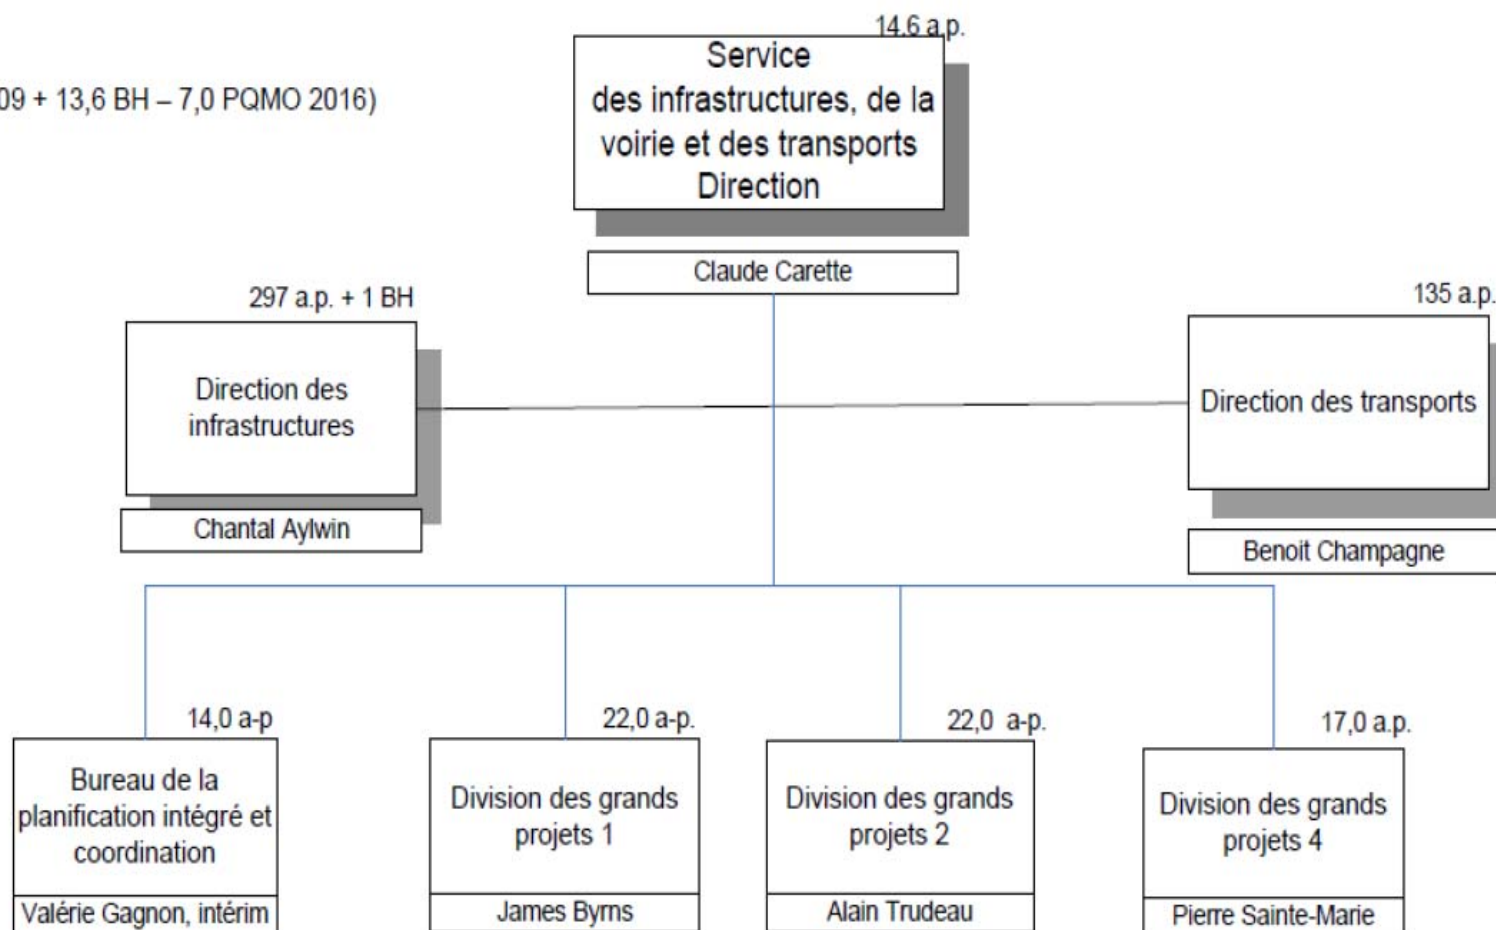 14,6 a.p.
Service
des infrastructures, de la
voirie et des transports
Direction
09 + 13,6 BH – 7,0 PQMO 2016)
Claude Carette
297 a.p. + 1 BH
135 a.p.
Direction des
infrastructures
Direction des transports
Chantal Aylwin
Benoit Champagne
14,0 a-p
22,0 a-p.
22,0 a-p.
17,0 a.p.
Bureau de la
planification intégré et
coordination
Valérie Gagnon, intérim
Division des grands
projets 1
James Byrns
Division des grands
projets 2
Alain Trudeau
Division des grands
projets 4
Pierre Sainte-Marie